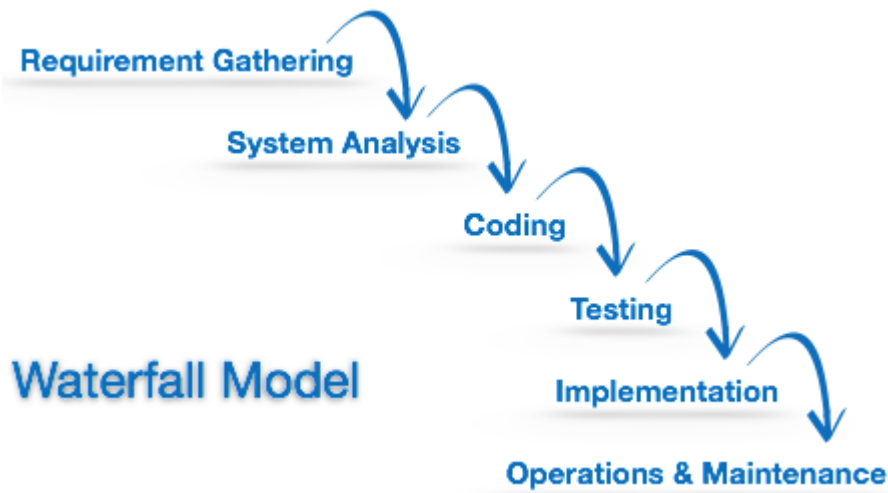 Requirement Gathering
System Analysis
Coding
Testing
Waterfall Model
Implementation
Operations & Maintenance